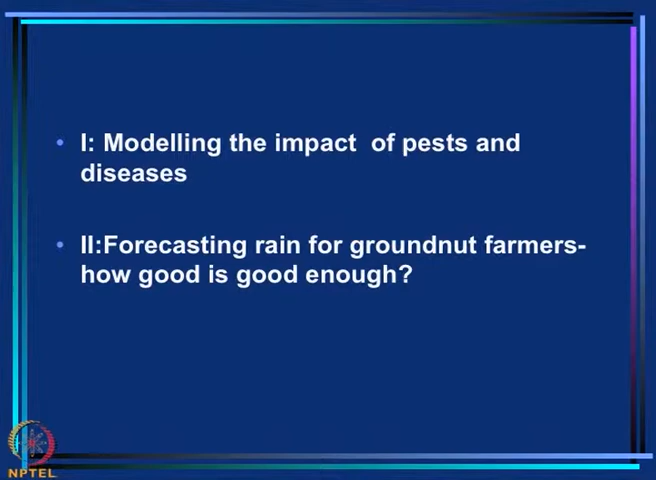 I: Modelling the impact of pests and
diseases
II:Forecasting rain for groundnut farmers-
how good is good enough?
NPTEL